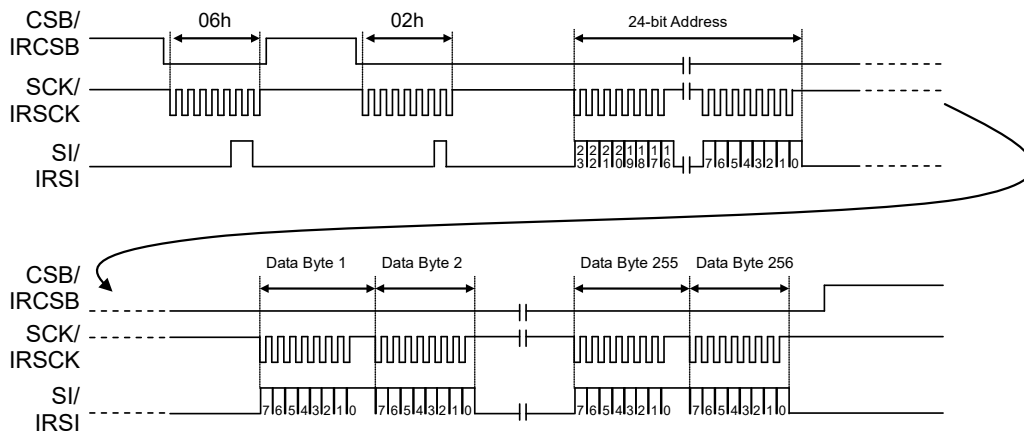 CSB/
IRCSB
06h
02h
24-bit Address
SCK/
IRSCK
SI/
IRSI
2 2 2 2 1 1 1 1
3 2 1 0 9 8 7 6
7 6 5 4 3 2 1 0
CSB/
IRCSB
Data Byte 1
Data Byte 2
Data Byte 255
Data Byte 256
SCK/
IRSCK
SI/
IRSI
7 6 5 4 3 2 1 0
7 6 5 4 3 2 1 0
7 6 5 4 3 2 1 0
7 6 5 4 3 2 1 0